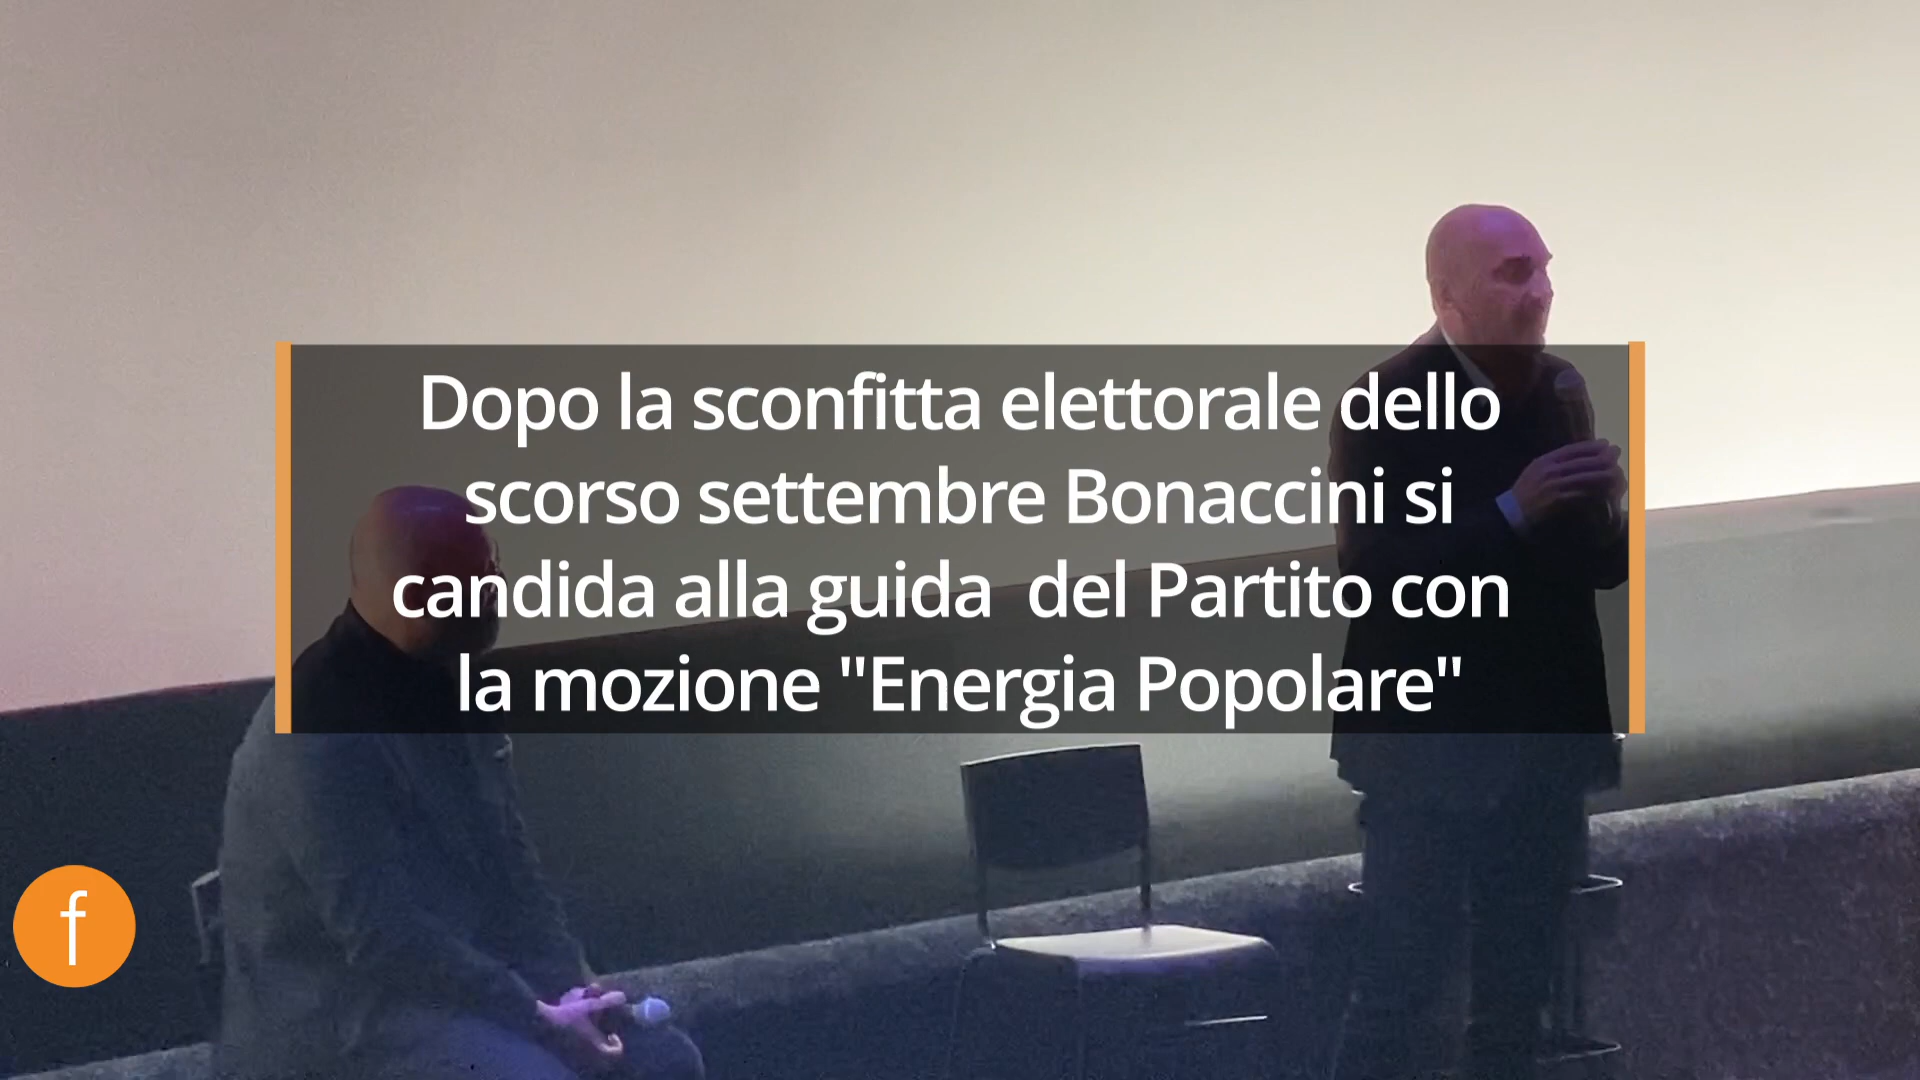 Dopo la sconfitta elettorale dello
scorso settembre Bonaccini si
candida alla guida  del Partito con
la mozione "Energia Popolare"
f